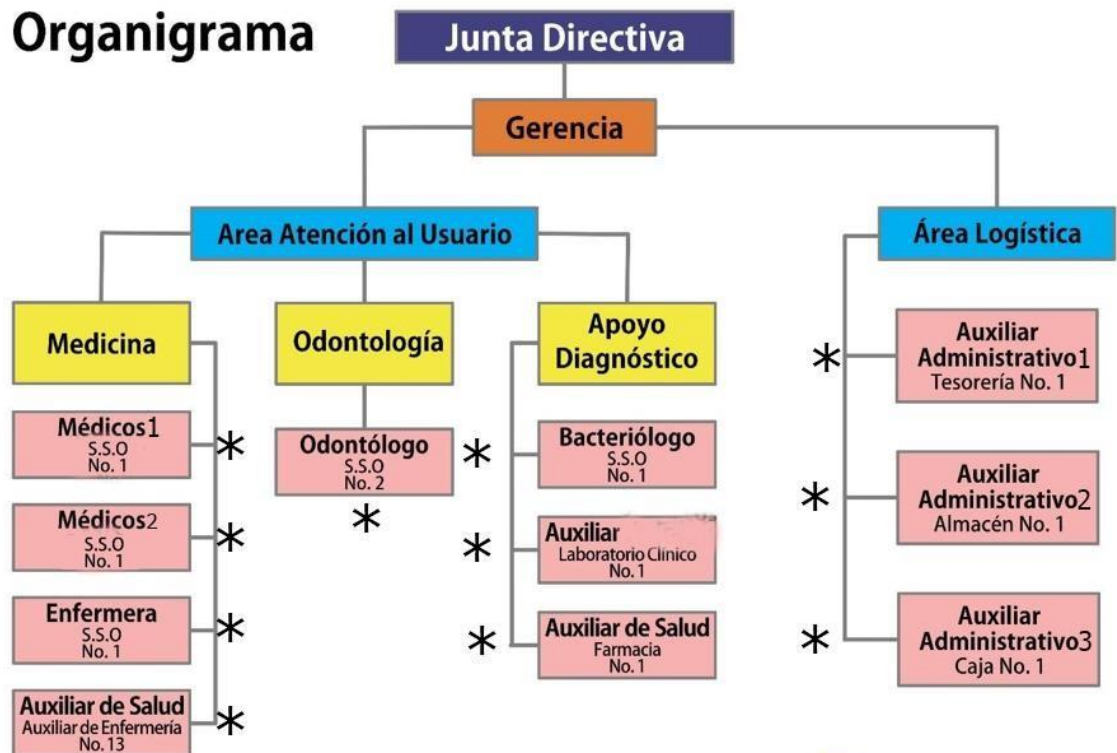 Organigrama
Junta Directiva
Gerencia
Area Atención al Usuario
Área Logística
Medicina
Odontología
Apoyo
Diagnóstico
Médicos1
S.S.O
No. 1
Médicos2
S.S.O
No. 1
Enfermera
S.S.O
No. 1
Auxiliar de Salud
Auxiliar de Enfermería
No. 13
Odontólogo
S.S.O
No. 2
Bacteriólogo
S.S.O
No. 1
Auxiliar
Laboratorio Clínico
No. 1
Auxiliar de Salud
Farmacia
No. 1
Auxiliar
Administrativo1
Tesorería No. 1
Auxiliar
Administrativo2
Almacén No. 1
Auxiliar
Administrativo3
Caja No. 1